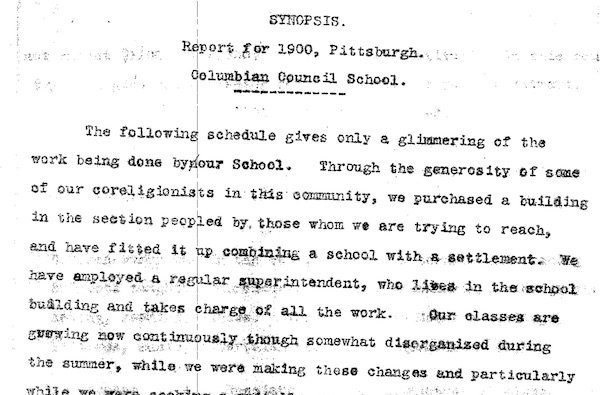 SYNOPSIS.
Report for 1900, Pittsburgh.
Columbian Council School.
The following schedule gives only a glimmering of the
work being done bynour School. Through the generosity of some
of our coreligionists in this community, we purchased a building
in the section peopled by, those whom we are trying to reach,
and have fitted it up combining a school with a settlement. We
have employed a regular superintendent, who lives in the school
building and takes charge of all the work. Our classes are
growing now continuously though somewhat disorganized during
the summer, while we were making these changes and particularly
while we were